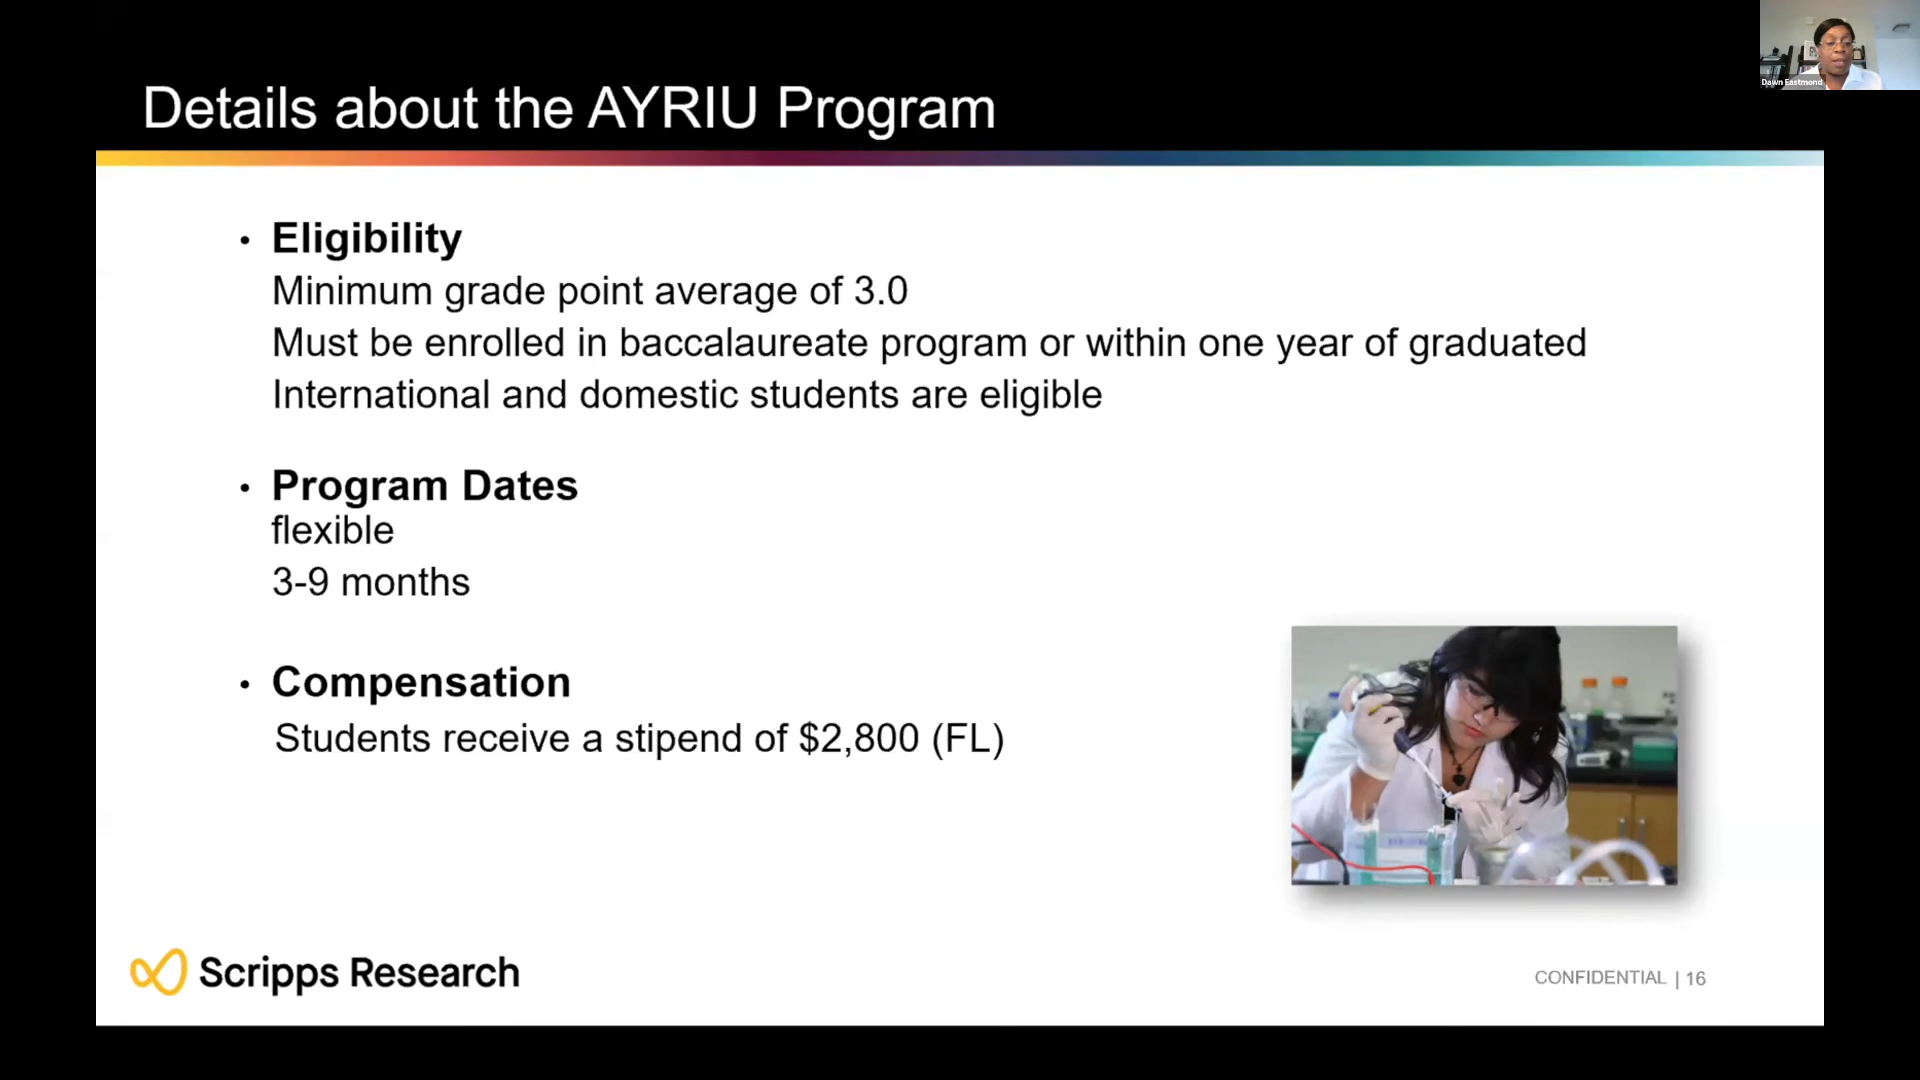 Dawn Eastmond
Details about the AYRIU Program
• Eligibility
Minimum grade point average of 3.0
Must be enrolled in baccalaureate program or within one year of graduated
International and domestic students are eligible
• Program Dates
flexible
3-9 months
• Compensation
Students receive a stipend of $2,800 (FL)
Scripps Research
CONFIDENTIAL | 16